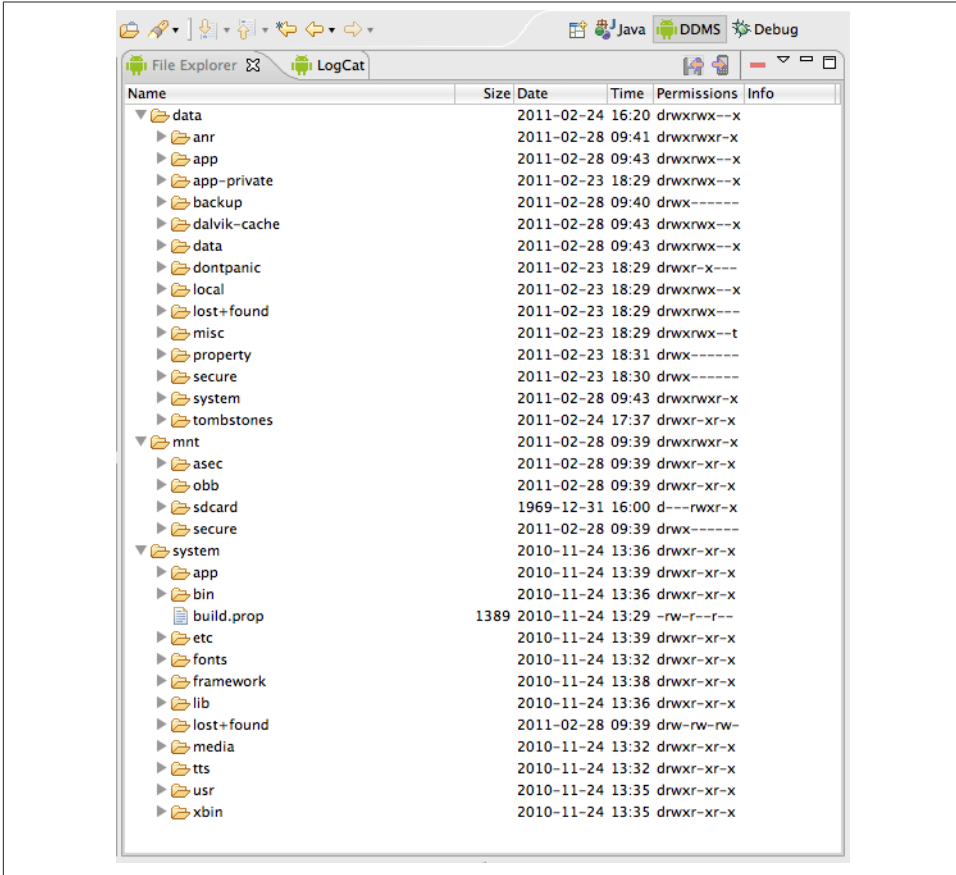 Java DDMS Debug
File Explorer LogCat
Name Size Date Time Permissions Info
data 2011-02-24 16:20 drwxrwx--x
anr 2011-02-28 09:41 drwxrwxr-x
app 2011-02-28 09:43 drwxrwx--x
app-private 2011-02-23 18:29 drwxrwx--x
backup 2011-02-28 09:40 drwx------
dalvik-cache 2011-02-28 09:43 drwxrwx--x
data 2011-02-28 09:43 drwxrwx--x
dontpanic 2011-02-23 18:29 drwxr-x---
local 2011-02-23 18:29 drwxrwx--x
lost+found 2011-02-23 18:29 drwxrwx---
misc 2011-02-23 18:29 drwxrwx--t
property 2011-02-23 18:31 drwx------
secure 2011-02-23 18:30 drwx------
system 2011-02-28 09:43 drwxrwxr-x
tombstones 2011-02-24 17:37 drwxr-xr-x
mnt 2011-02-28 09:39 drwxrwxr-x
asec 2011-02-28 09:39 drwxr-xr-x
obb 2011-02-28 09:39 drwxr-xr-x
sdcard 1969-12-31 16:00 d---rwxr-x
secure 2011-02-28 09:39 drwx------
system 2010-11-24 13:36 drwxr-xr-x
app 2010-11-24 13:39 drwxr-xr-x
bin 2010-11-24 13:36 drwxr-xr-x
build.prop 1389 2010-11-24 13:29 -rw-r--r--
etc 2010-11-24 13:39 drwxr-xr-x
fonts 2010-11-24 13:32 drwxr-xr-x
framework 2010-11-24 13:38 drwxr-xr-x
lib 2010-11-24 13:36 drwxr-xr-x
lost+found 2011-02-28 09:39 drw-rw-rw-
media 2010-11-24 13:32 drwxr-xr-x
tts 2010-11-24 13:32 drwxr-xr-x
usr 2010-11-24 13:35 drwxr-xr-x
xbin 2010-11-24 13:35 drwxr-xr-x